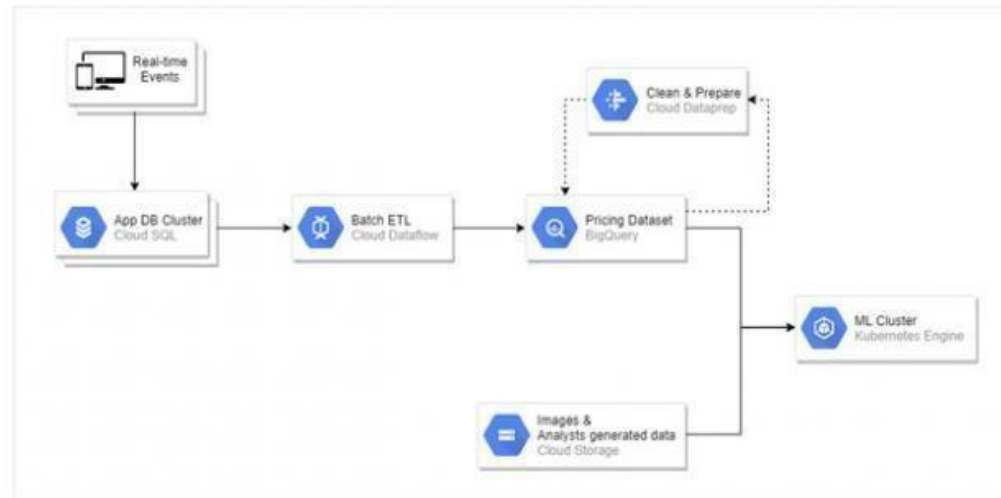 Real-time
Events
Clean & Prepare
Cloud Dataprep
App DB Cluster
Cloud SQL
Batch ETL
Cloud Dataflow
Pricing Dataset
BigQuery
ML Cluster
Kubernetes Engine
Images &
Analysts generated data
Cloud Storage